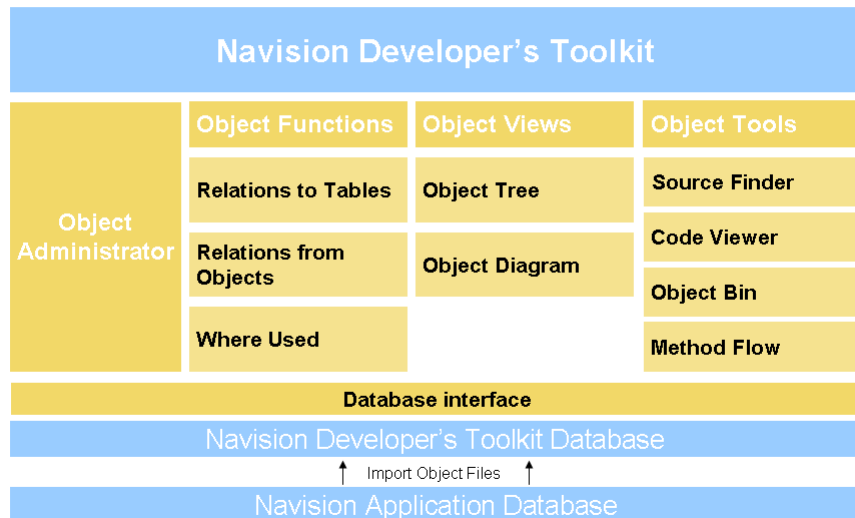 Navision Developer's Toolkit
Object
Administrator
Object Functions
Relations to Tables
Relations from
Objects
Where Used
Object Views
Object Tree
Object Diagram
Object Tools
Source Finder
Code Viewer
Object Bin
Method Flow
Database interface
Navision Developer's Toolkit Database
Import Object Files
Navision Application Database